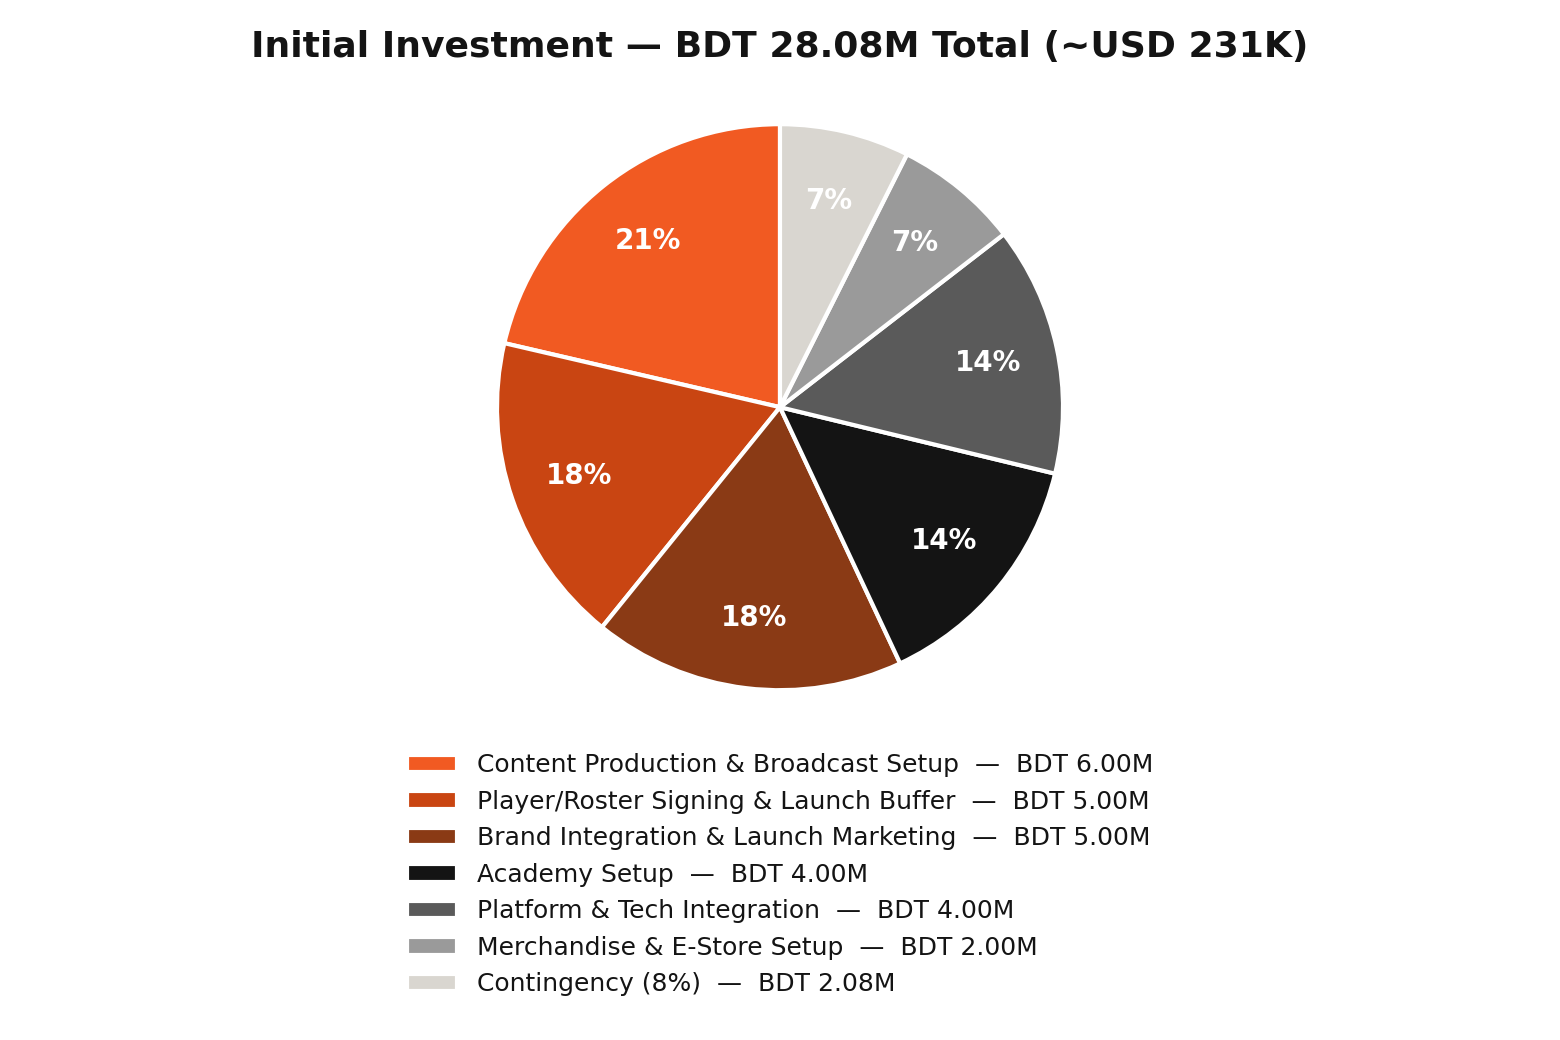 Initial Investment — BDT 28.08M Total (~USD 231K)
7%
7%
21%
14%
18%
14%
18%
Content Production & Broadcast Setup — BDT 6.00M
Player/Roster Signing & Launch Buffer — BDT 5.00M
Brand Integration & Launch Marketing — BDT 5.00M
Academy Setup — BDT 4.00M
Platform & Tech Integration — BDT 4.00M
Merchandise & E-Store Setup — BDT 2.00M
Contingency (8%) — BDT 2.08M